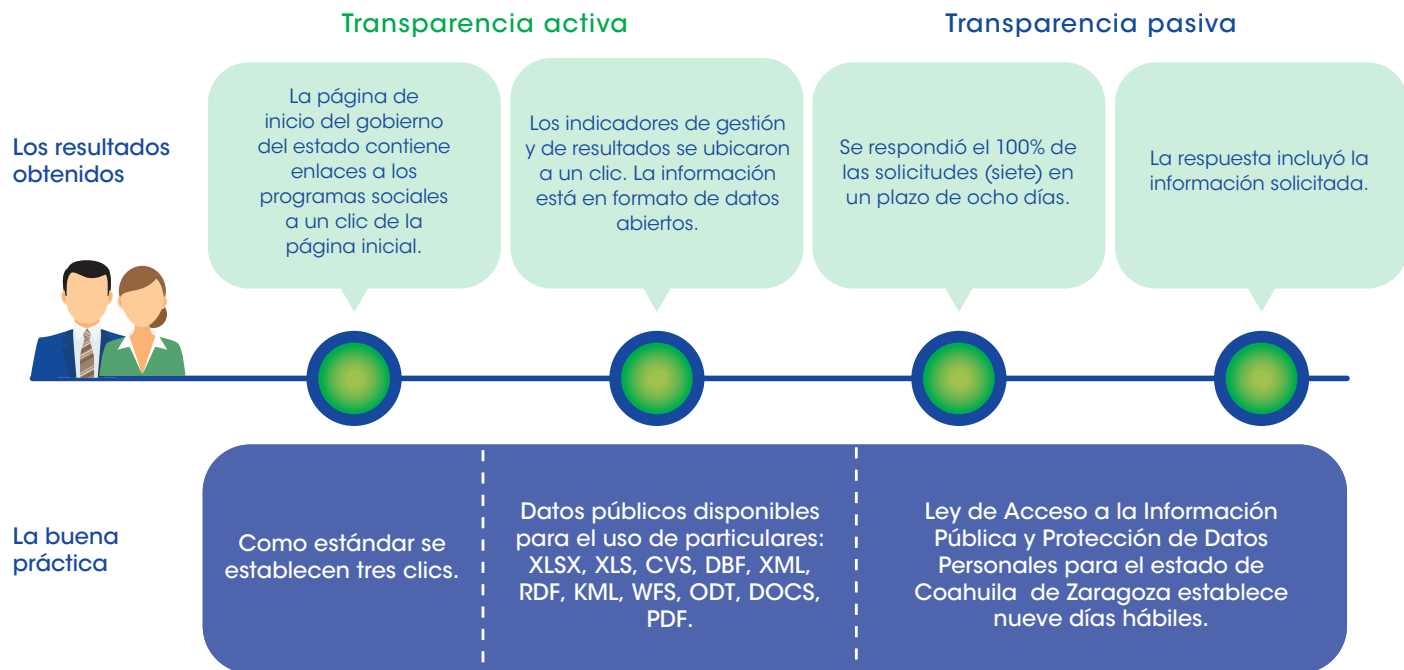 Transparencia activa
Transparencia pasiva
Los resultados
obtenidos
La página de
inicio del gobierno
del estado contiene
enlaces a los
programas sociales
a un clic de la
página inicial.
Los indicadores de gestión
y de resultados se ubicaron
a un clic. La información
está en formato de datos
abiertos.
Se respondió el 100% de
las solicitudes (siete) en
un plazo de ocho días.
La respuesta incluyó la
información solicitada.
La buena
práctica
Como estándar se
establecen tres clics.
Datos públicos disponibles
para el uso de particulares:
XLSX, XLS, CVS, DBF, XML,
RDF, KML, WFS, ODT, DOCS,
PDF.
Ley de Acceso a la Información
Pública y Protección de Datos
Personales para el estado de
Coahuila de Zaragoza establece
nueve días hábiles.